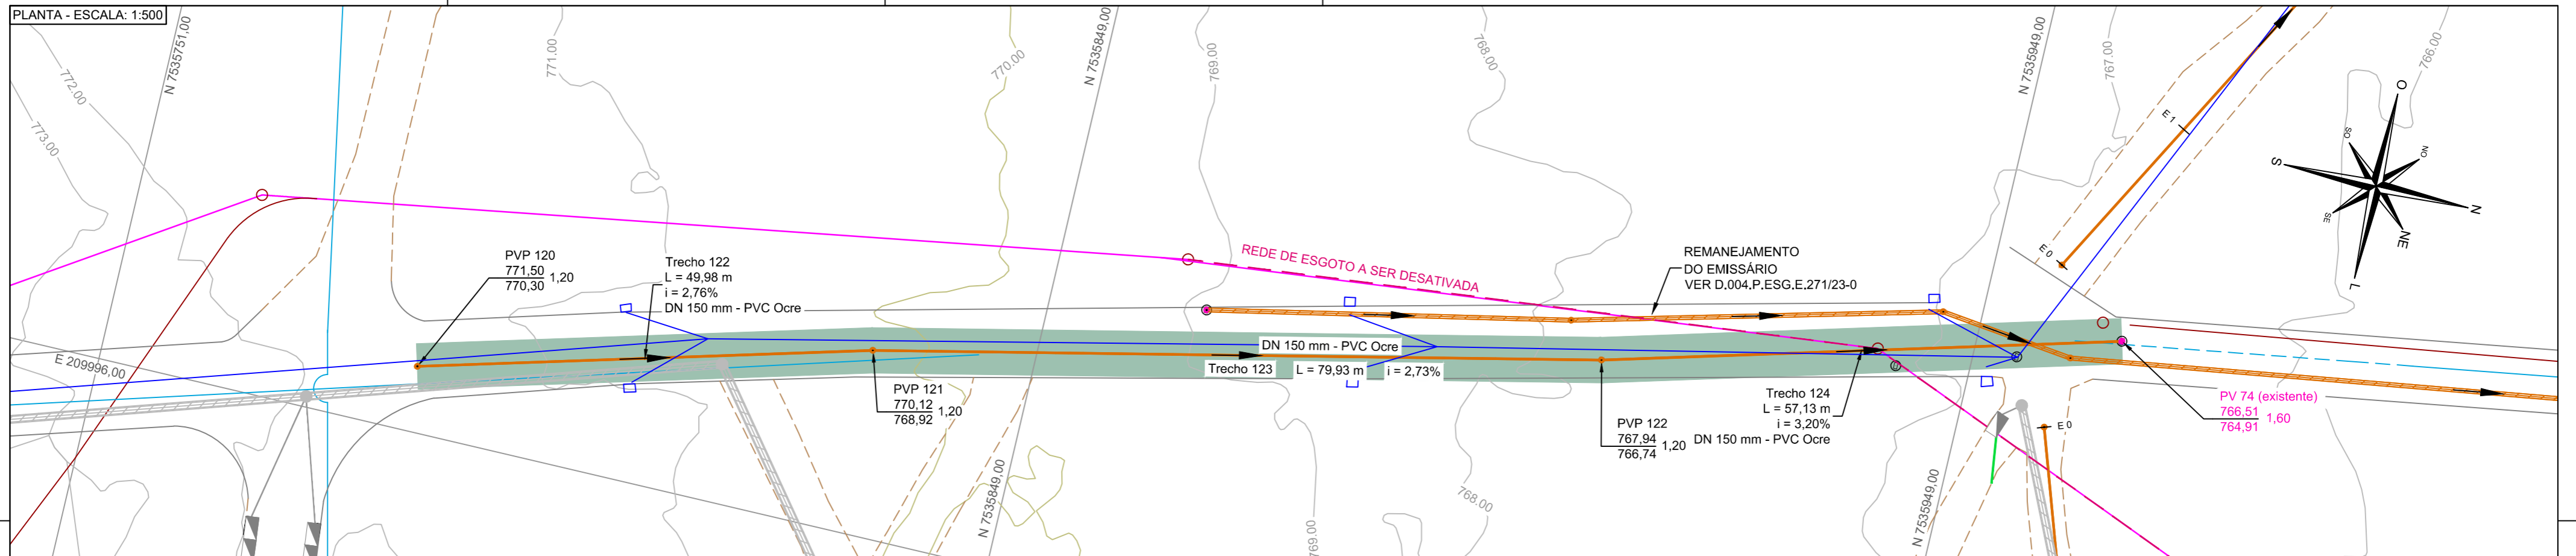 PLANTA - ESCALA: 1:500
N 7535751,00
772.00
773.00
771.00
770.00
N 7535849,00
769.00
768.00
N 7535949,00
767.00
766.00
O
SO
NO
S
N
SE
NE
L
E 1
E 0
PVP 120
771,50
770,30
1,20
Trecho 122
L = 49,98 m
i = 2,76%
DN 150 mm - PVC Ocre
REDE DE ESGOTO A SER DESATIVADA
REMANEJAMENTO
DO EMISSÁRIO
VER D.004.P.ESG.E.271/23-0
DN 150 mm - PVC Ocre
Trecho 123
L = 79,93 m
i = 2,73%
E 209996,00
PVP 121
770,12
768,92
1,20
PVP 122
767,94
766,74
1,20
Trecho 124
L = 57,13 m
i = 3,20%
DN 150 mm - PVC Ocre
PV 74 (existente)
766,51
764,91
1,60
E 0
N 7535849,00
769.00
768.00
N 7535949,00